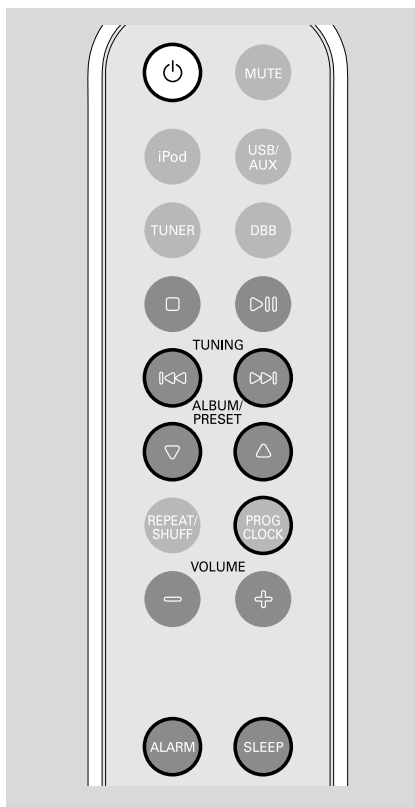 MUTE
iPod
USB/
AUX
TUNER
DBB
TUNING
ALBUM/
PRESET
REPEAT/
SHUFF
PROG
CLOCK
VOLUME
ALARM
SLEEP